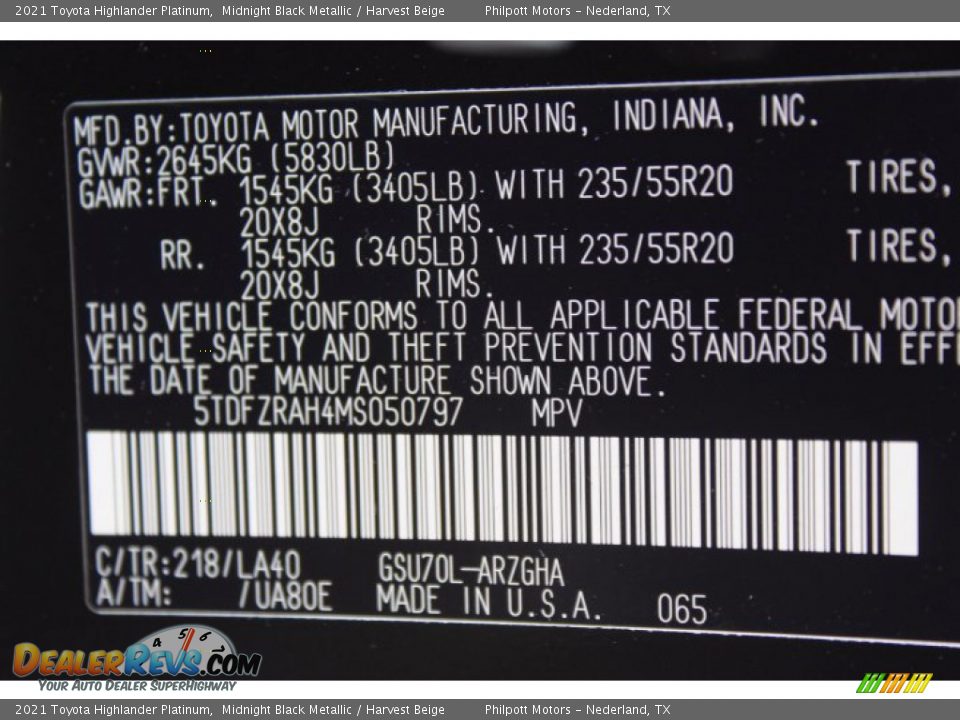 2021 Toyota Highlander Platinum, Midnight Black Metallic / Harvest Beige Philpott Motors - Nederland, TX
MFD.BY:TOYOTA MOTOR MANUFACTURING, INDIANA, INC.
GVWR:2645KG (5830LB)
GAWR:FRT. 1545KG (3405LB) WITH 235/55R20 TIRES,
20X8J RIMS.
RR. 1545KG (3405LB) WITH 235/55R20 TIRES,
20X8J RIMS.
THIS VEHICLE CONFORMS TO ALL APPLICABLE FEDERAL MOTO
VEHICLE SAFETY AND THEFT PREVENTION STANDARDS IN EFF
THE DATE OF MANUFACTURE SHOWN ABOVE.
5TDFZRAH4MS050797 MPV
C/TR:218/LA40 GSU70L-ARZGHA
A/TM: /UA80E MADE IN U.S.A. 065
4 5 6
DEALERREVS.COM
YOUR AUTO DEALER SUPERHIGHWAY
2021 Toyota Highlander Platinum, Midnight Black Metallic / Harvest Beige Philpott Motors - Nederland, TX